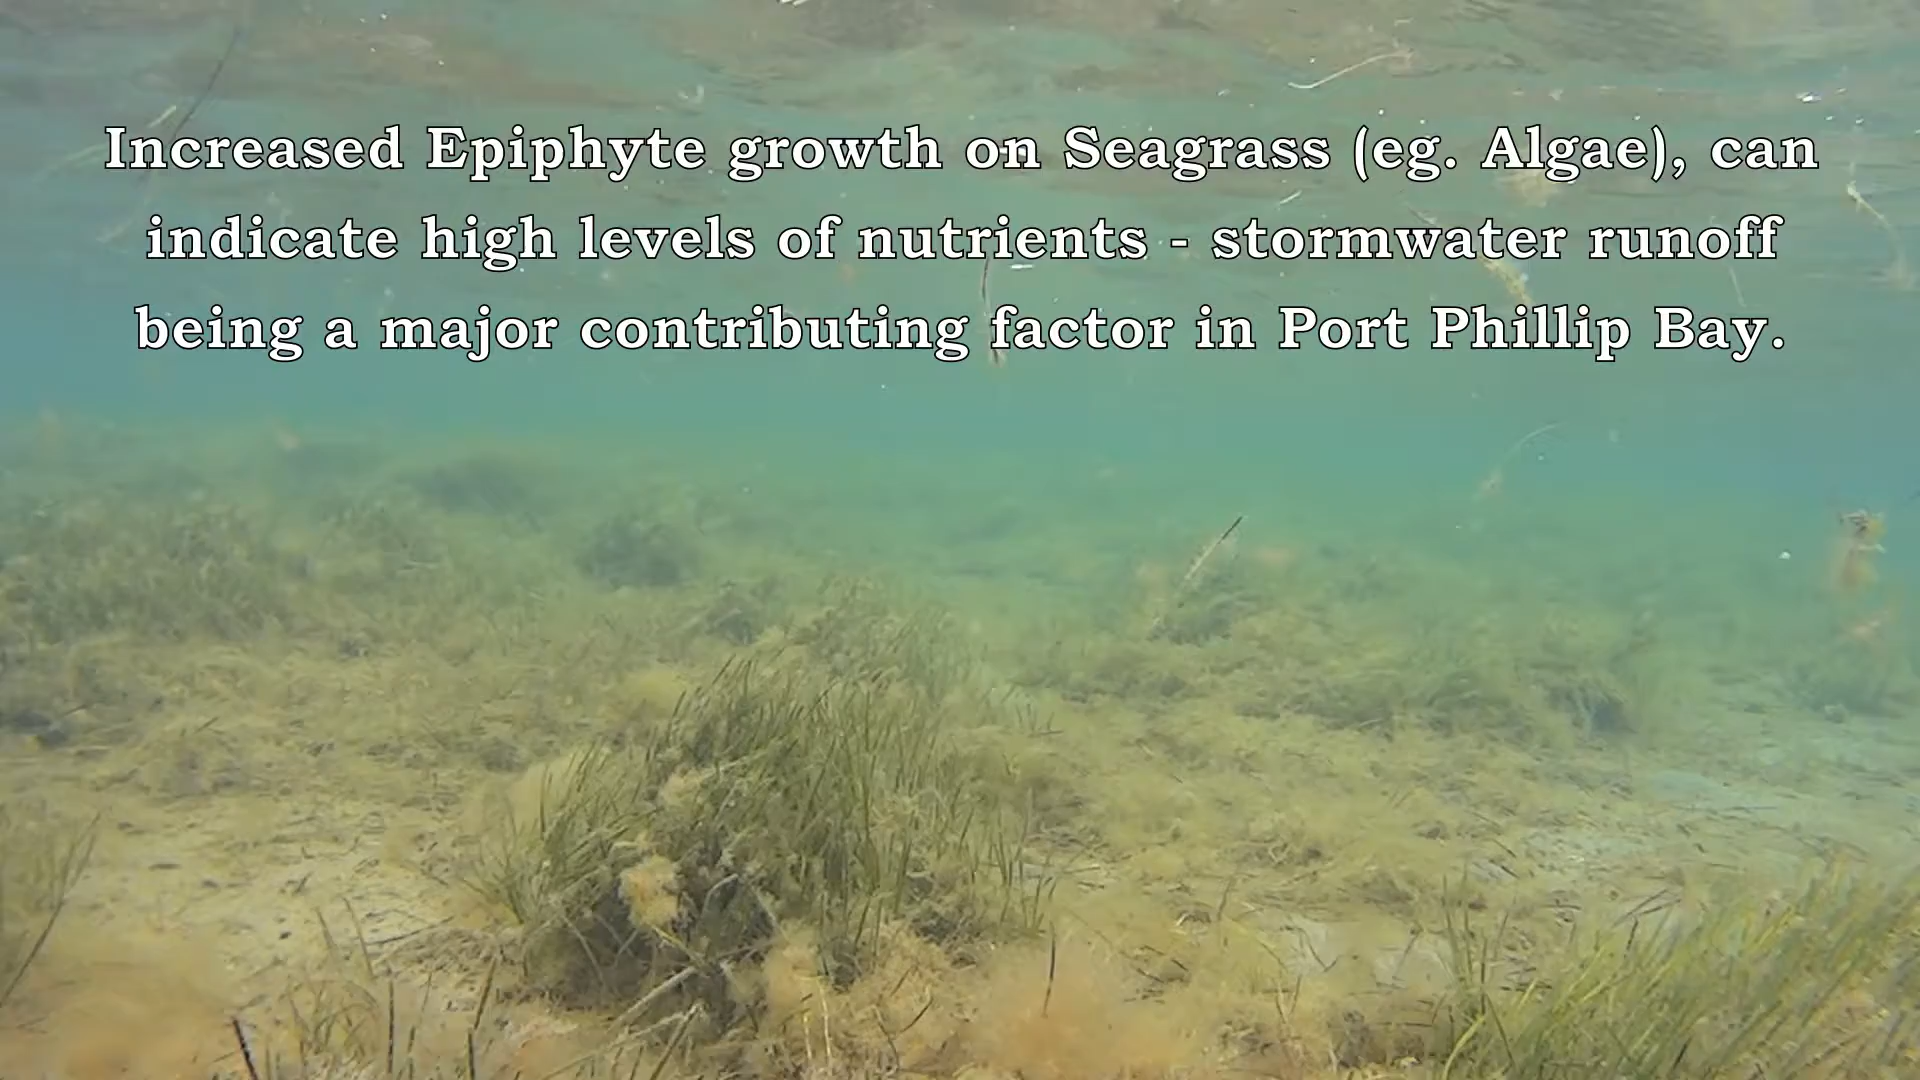 Increased Epiphyte growth on Seagrass (eg. Algae), can
indicate high levels of nutrients - stormwater runoff
being a major contributing factor in Port Phillip Bay.